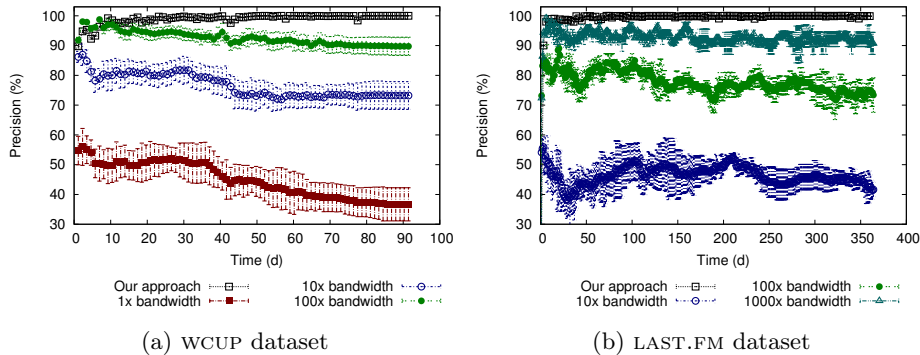 100
90
80
70
60
50
40
30
Precision (%)
0 10 20 30 40 50 60 70 80 90 100
Time (d)
Our approach
1x bandwidth
10x bandwidth
100x bandwidth
(a) WCUP dataset
100
90
80
70
60
50
40
30
Precision (%)
0 50 100 150 200 250 300 350 400
Time (d)
Our approach
10x bandwidth
100x bandwidth
1000x bandwidth
(b) LAST.FM dataset